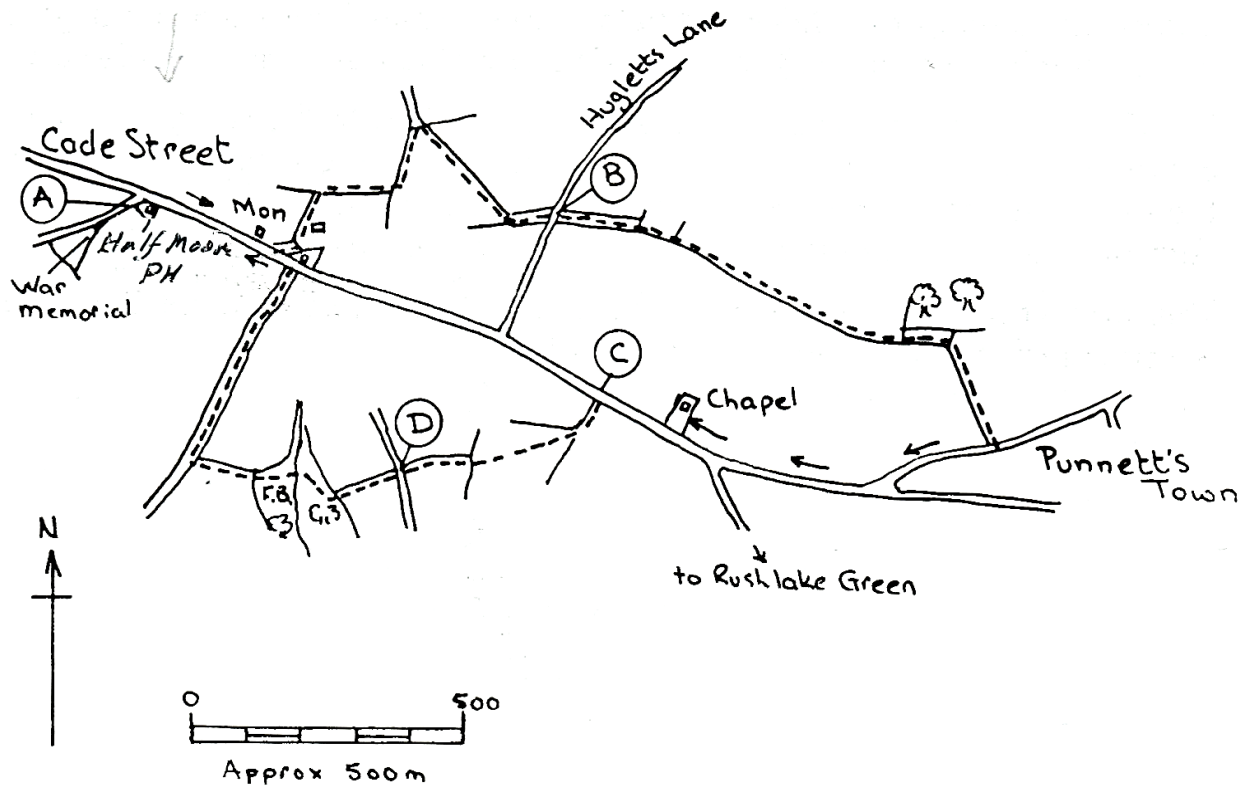 Hugletts Lane
Cade Street
A
Mon
B
Half Moon
PH
War
memorial
C
Chapel
D
Punnett's
Town
F.B
N
to Rushlake Green
0 500
Approx 500m